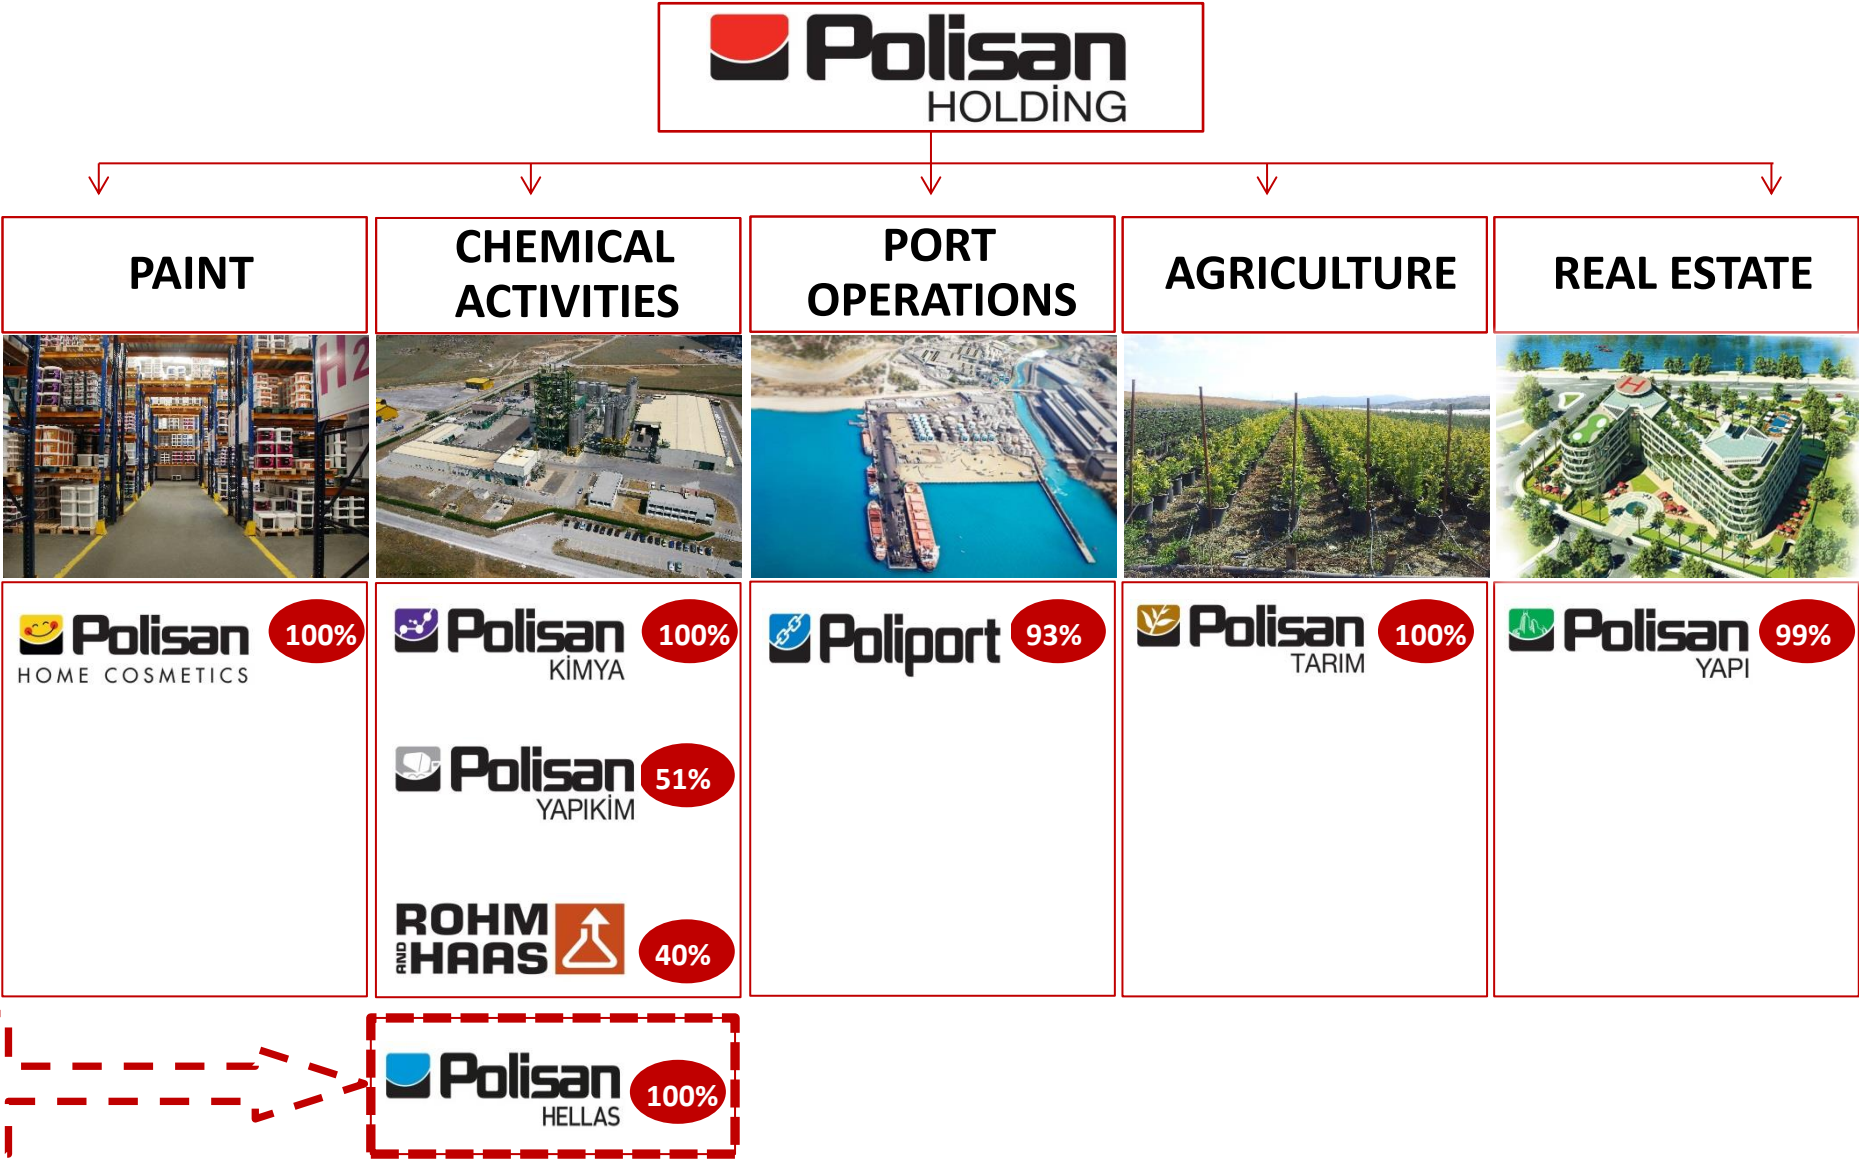 Polisan
HOLDİNG
PAINT
CHEMICAL
ACTIVITIES
PORT
OPERATIONS
AGRICULTURE
REAL ESTATE
H2
H
Polisan
HOME COSMETICS
100%
Polisan
KİMYA
100%
Polisan
YAPIKİM
51%
ROHM
AND
HAAS
40%
Poliport
93%
Polisan
TARIM
100%
Polisan
YAPI
99%
Polisan
HELLAS
100%